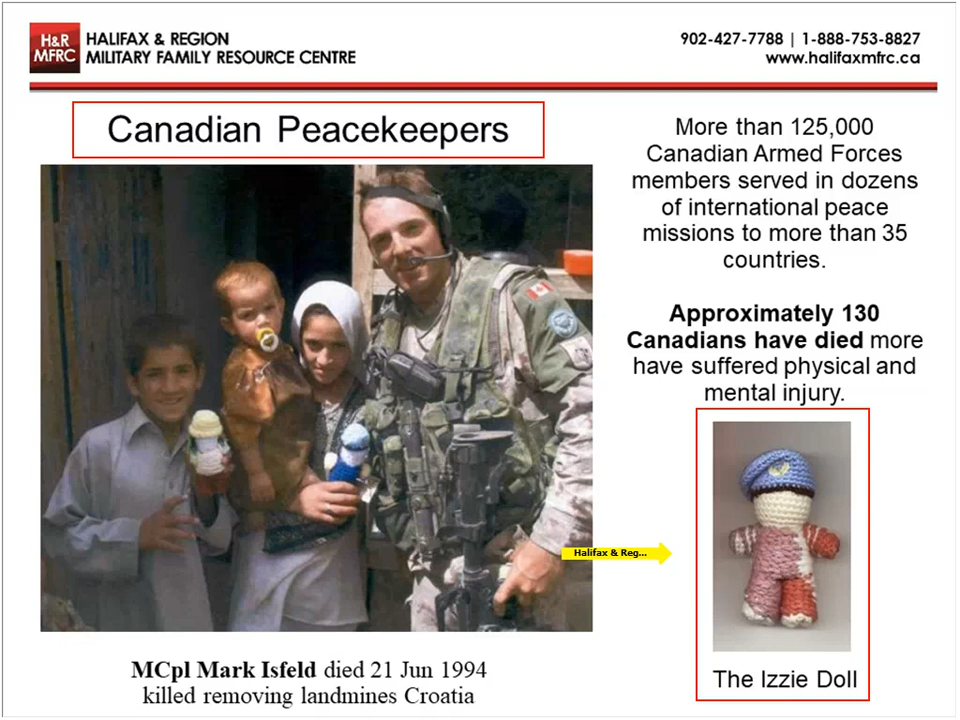 H&R
MFRC
HALIFAX & REGION
MILITARY FAMILY RESOURCE CENTRE
902-427-7788 | 1-888-753-8827
www.halifaxmfrc.ca
Canadian Peacekeepers
More than 125,000
Canadian Armed Forces
members served in dozens
of international peace
missions to more than 35
countries.
Approximately 130
Canadians have died more
have suffered physical and
mental injury.
Halifax & Reg...
The Izzie Doll
MCpl Mark Isfeld died 21 Jun 1994
killed removing landmines Croatia